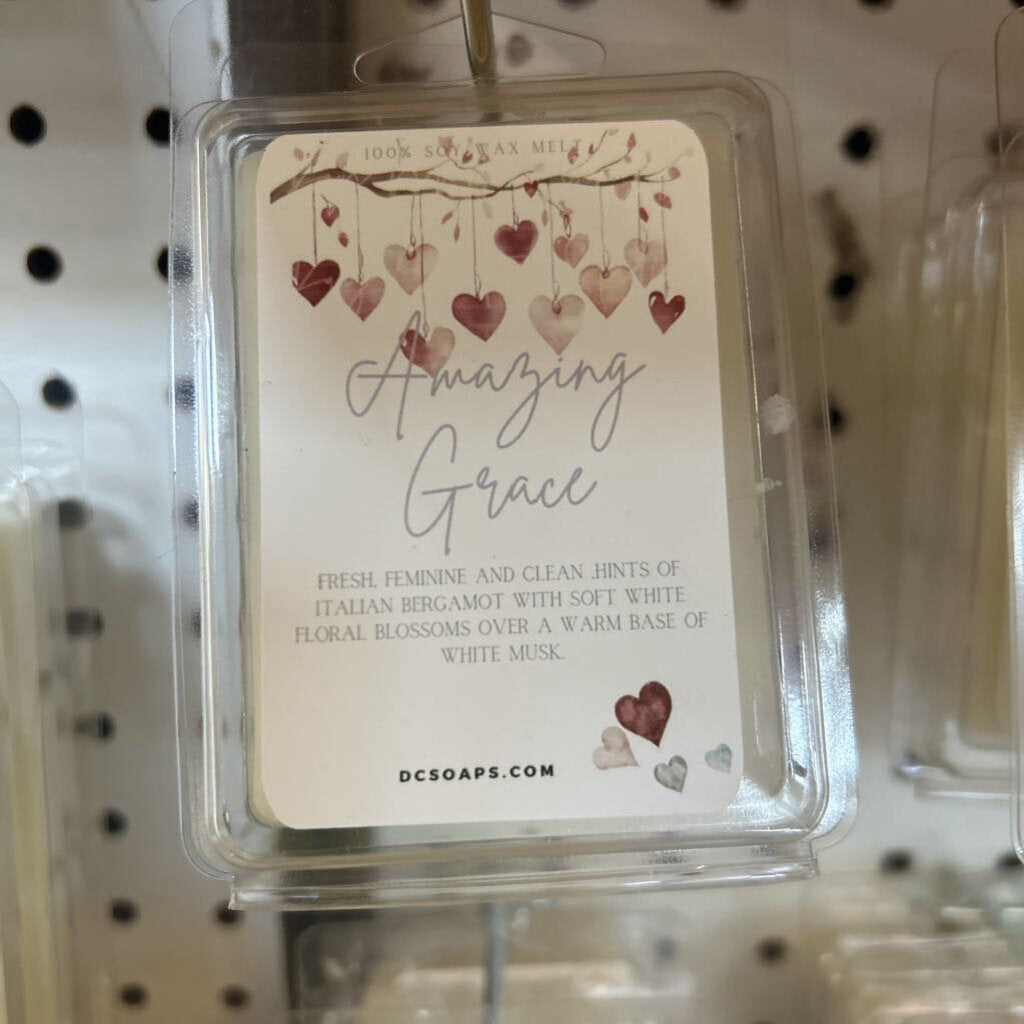 100% SOY WAX MELT
Amazing
Grace
FRESH, FEMININE AND CLEAN .HINTS OF
ITALIAN BERGAMOT WITH SOFT WHITE
FLORAL BLOSSOMS OVER A WARM BASE OF
WHITE MUSK.
DCSOAPS.COM